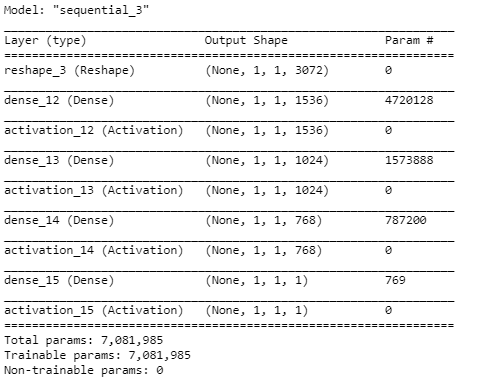 Model: "sequential_3"
Layer (type) Output Shape Param #
reshape_3 (Reshape) (None, 1, 1, 3072) 0
dense_12 (Dense) (None, 1, 1, 1536) 4720128
activation_12 (Activation) (None, 1, 1, 1536) 0
dense_13 (Dense) (None, 1, 1, 1024) 1573888
activation_13 (Activation) (None, 1, 1, 1024) 0
dense_14 (Dense) (None, 1, 1, 768) 787200
activation_14 (Activation) (None, 1, 1, 768) 0
dense_15 (Dense) (None, 1, 1, 1) 769
activation_15 (Activation) (None, 1, 1, 1) 0
Total params: 7,081,985
Trainable params: 7,081,985
Non-trainable params: 0